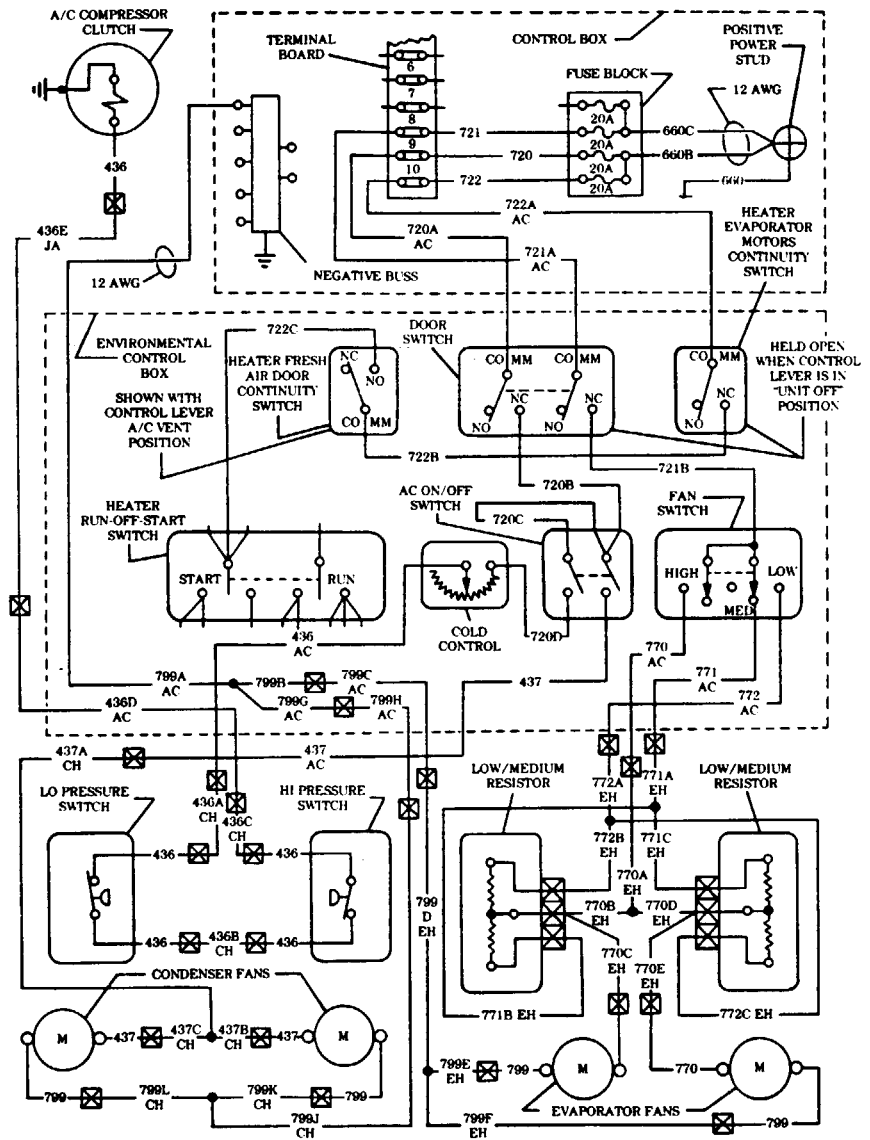 A/C COMPRESSOR
CLUTCH
TERMINAL
BOARD
CONTROL BOX
POSITIVE
POWER
STUD
FUSE BLOCK
12 AWG
6
7
8
9
10
20A
20A
20A
20A
721
720
722
660C
660B
660
436
436E
JA
12 AWG
NEGATIVE BUSS
722A
AC
720A
AC
721A
AC
HEATER
EVAPORATOR
MOTORS
CONTINUITY
SWITCH
ENVIRONMENTAL
CONTROL
BOX
722C
DOOR
SWITCH
HEATER FRESH
AIR DOOR
CONTINUITY
SWITCH
HELD OPEN
WHEN CONTROL
LEVER IS IN
"UNIT OFF"
POSITION
SHOWN WITH
CONTROL LEVER
A/C VENT
POSITION
NC
NO
CO MM
CO MM
NC
NO
CO MM
NC
NO
CO MM
NC
NO
722B
720B
721B
HEATER
RUN-OFF-START
SWITCH
AC ON/OFF
SWITCH
720C
FAN
SWITCH
START
RUN
HIGH
MED
LOW
COLD
CONTROL
720D
436
AC
437
770
AC
771
AC
772
AC
799A
AC
799B
799C
AC
799G
AC
799H
AC
436D
AC
437A
CH
437
AC
LO PRESSURE
SWITCH
HI PRESSURE
SWITCH
436A
CH
436C
CH
436
436
436
436B
CH
436
LOW/MEDIUM
RESISTOR
LOW/MEDIUM
RESISTOR
772A
EH
771A
EH
772B
EH
771C
EH
770A
EH
770B
EH
770D
EH
770C
EH
770E
EH
799
D
EH
771B EH
772C EH
CONDENSER FANS
M
437
437C
CH
437B
CH
437
M
799
799L
CH
799K
CH
799
799J
CH
799E
EH
799
M
770
M
EVAPORATOR FANS
799F
EH
799